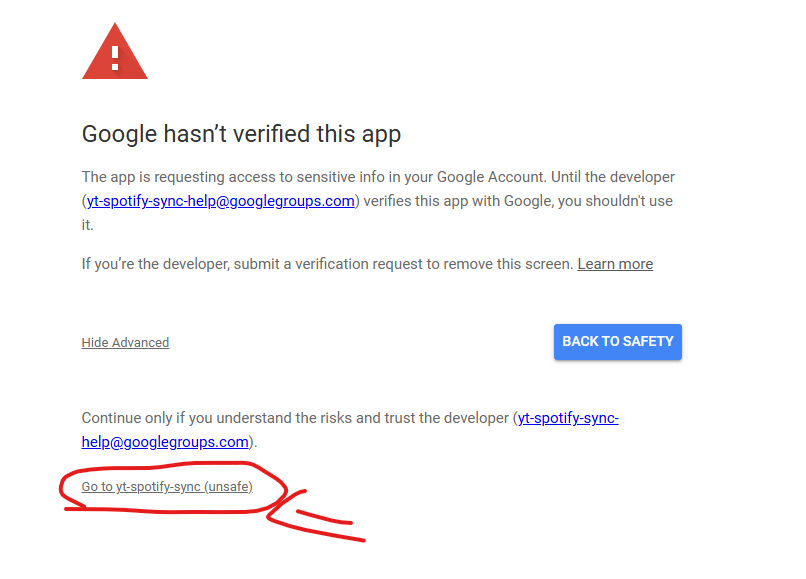 Google hasn’t verified this app
The app is requesting access to sensitive info in your Google Account. Until the developer
(yt-spotify-sync-help@googlegroups.com) verifies this app with Google, you shouldn't use
it.
If you’re the developer, submit a verification request to remove this screen. Learn more
Hide Advanced
BACK TO SAFETY
Continue only if you understand the risks and trust the developer (yt-spotify-sync-
help@googlegroups.com).
Go to yt-spotify-sync (unsafe)